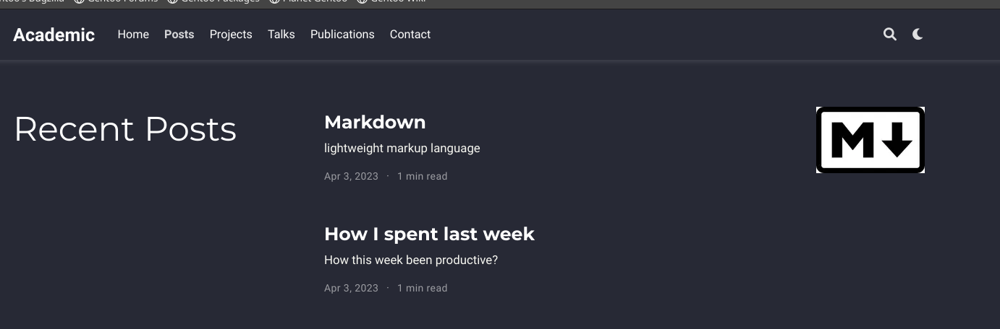 Gentoo Forums Gentoo Packages Planet Gentoo Gentoo Wiki
Academic Home Posts Projects Talks Publications Contact
Recent Posts
Markdown
lightweight markup language
Apr 3, 2023 · 1 min read
M
How I spent last week
How this week been productive?
Apr 3, 2023 · 1 min read